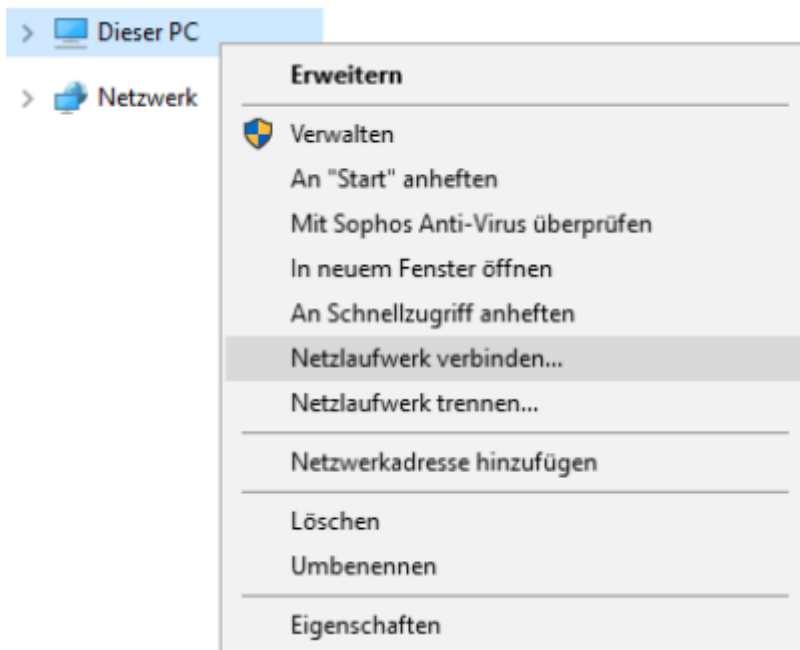 Dieser PC
Netzwerk
Erweitern
Verwalten
An "Start" anheften
Mit Sophos Anti-Virus überprüfen
In neuem Fenster öffnen
An Schnellzugriff anheften
Netzlaufwerk verbinden...
Netzlaufwerk trennen...
Netzwerkadresse hinzufügen
Löschen
Umbenennen
Eigenschaften